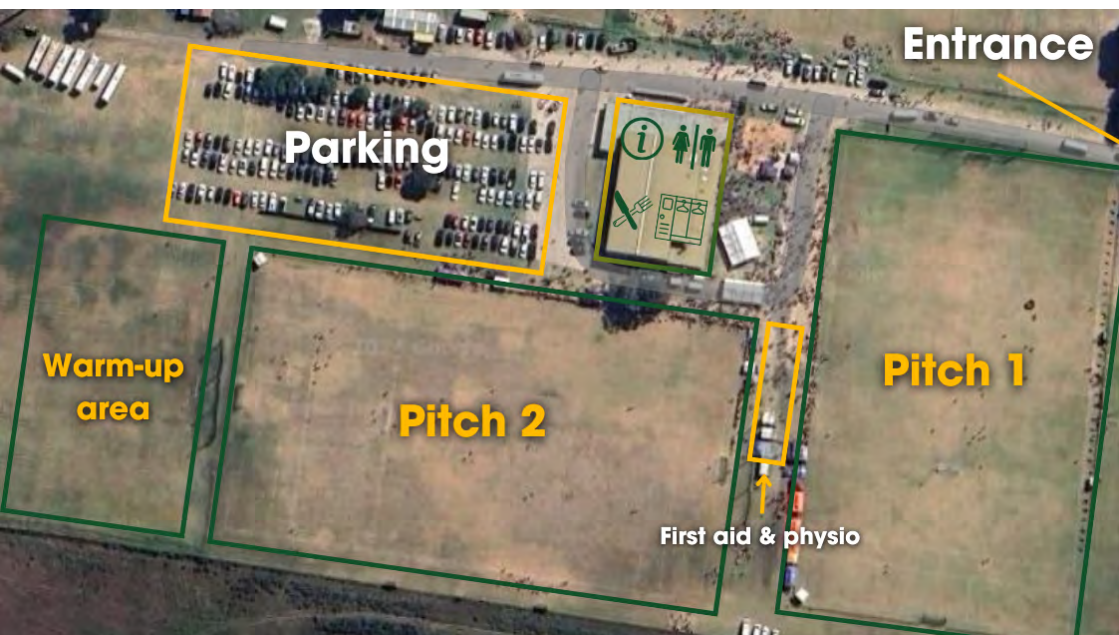 Entrance
Parking
Warm-up
area
Pitch 2
Pitch 1
First aid & physio